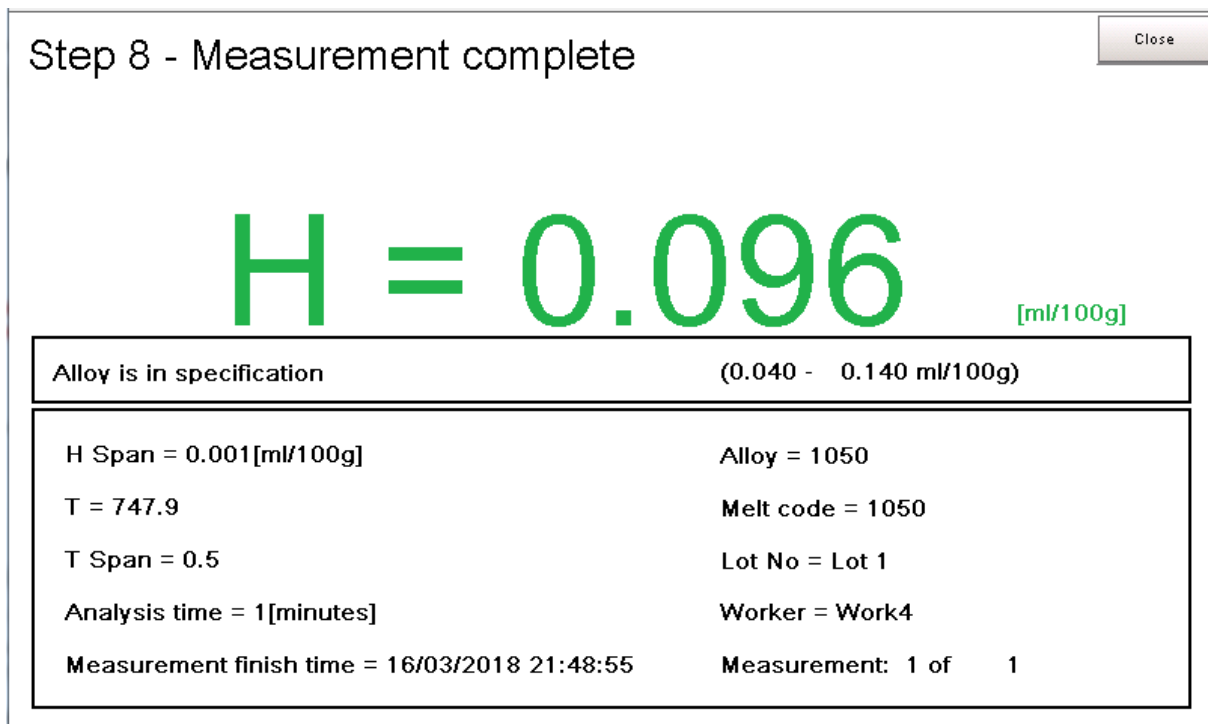 Step 8 - Measurement complete
Close
H = 0.096
[ml/100g]
Alloy is in specification (0.040 - 0.140 ml/100g)
H Span = 0.001[ml/100g] Alloy = 1050
T = 747.9 Melt code = 1050
T Span = 0.5 Lot No = Lot 1
Analysis time = 1[minutes] Worker = Work4
Measurement finish time = 16/03/2018 21:48:55 Measurement: 1 of 1